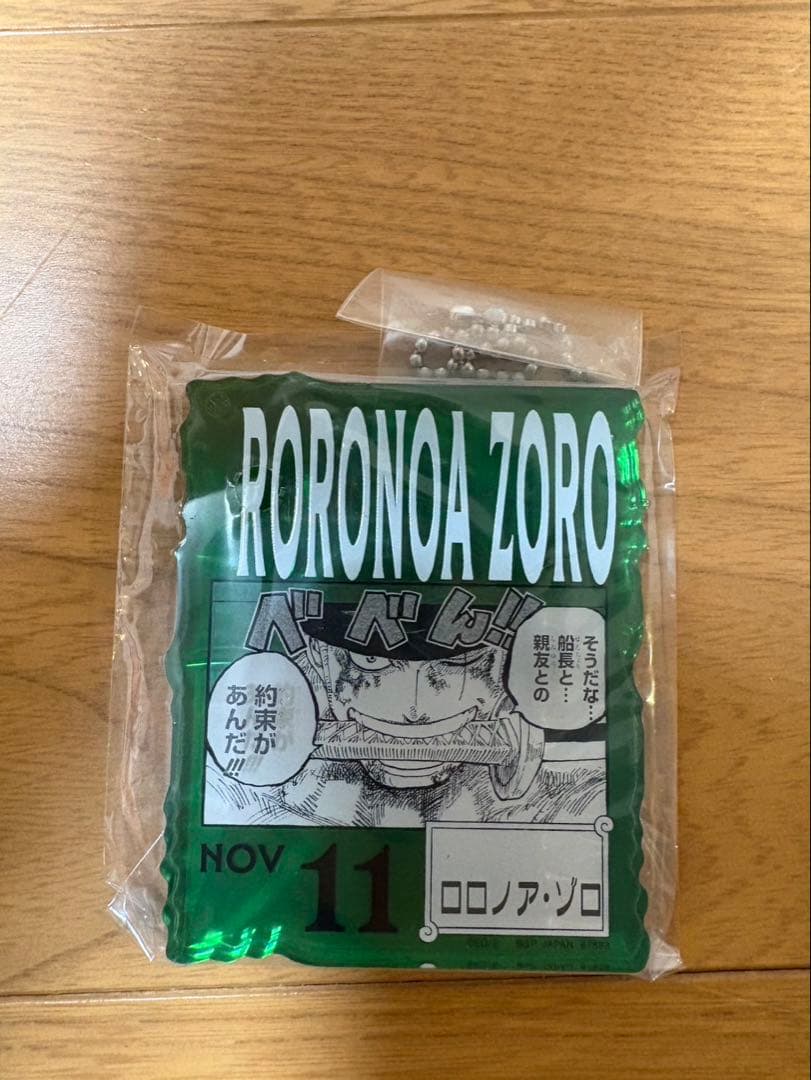 RORONOA ZORO
べべん!!
そうだな…
船長と…
親友との
約束が
あんだ!!!
NOV 11
ロロノア・ゾロ